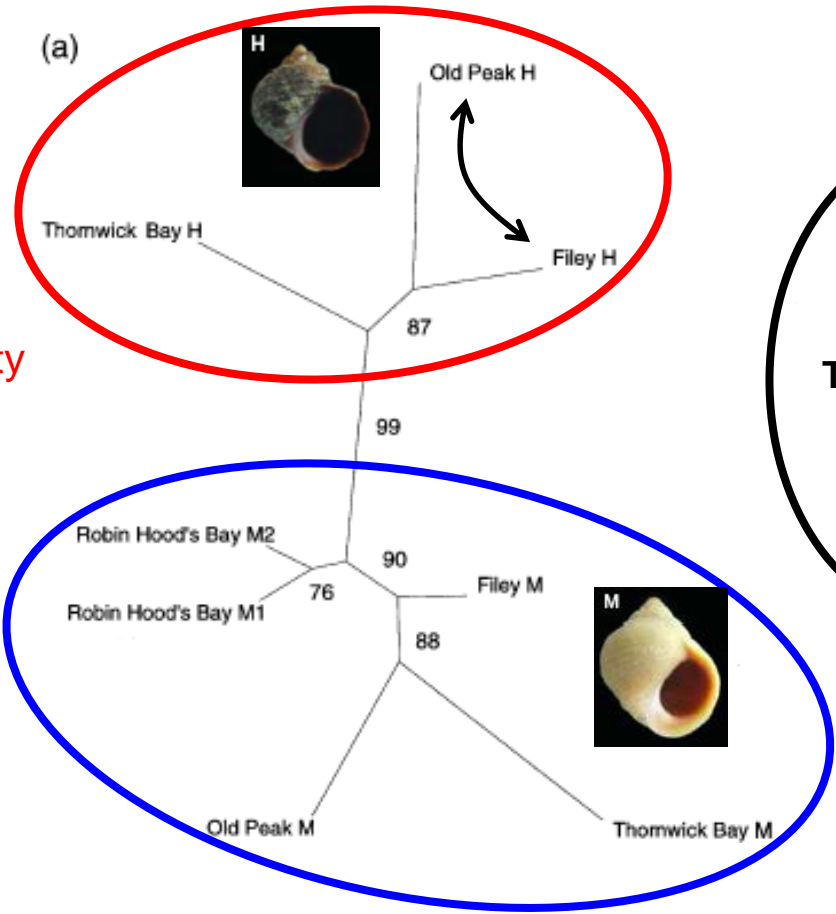 (a)
H
Old Peak H
Thornwick Bay H
Filey H
87
ty
T
99
Robin Hood's Bay M2
90
76
Filey M
Robin Hood's Bay M1
M
88
Old Peak M
Thornwick Bay M